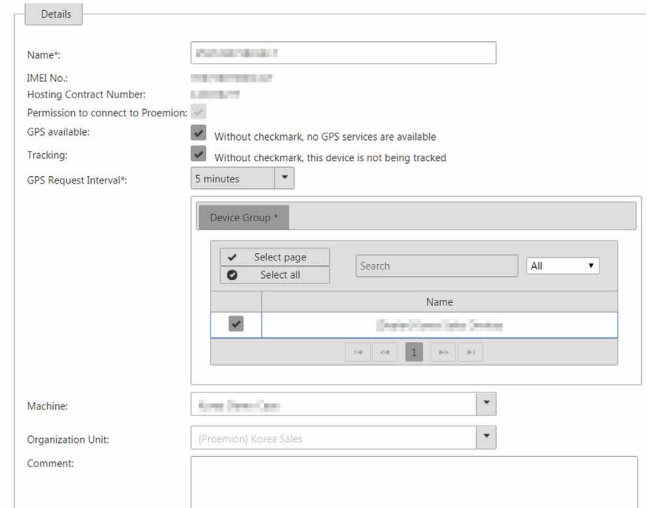 Details
Name*:
IMEI No.:
Hosting Contract Number:
Permission to connect to Proemion:
GPS available: Without checkmark, no GPS services are available
Tracking: Without checkmark, this device is not being tracked
GPS Request Interval*: 5 minutes
Device Group *
Select page
Search
All
Select all
Name
1
Machine:
Organization Unit: [Proemion] Korea Sales
Comment: